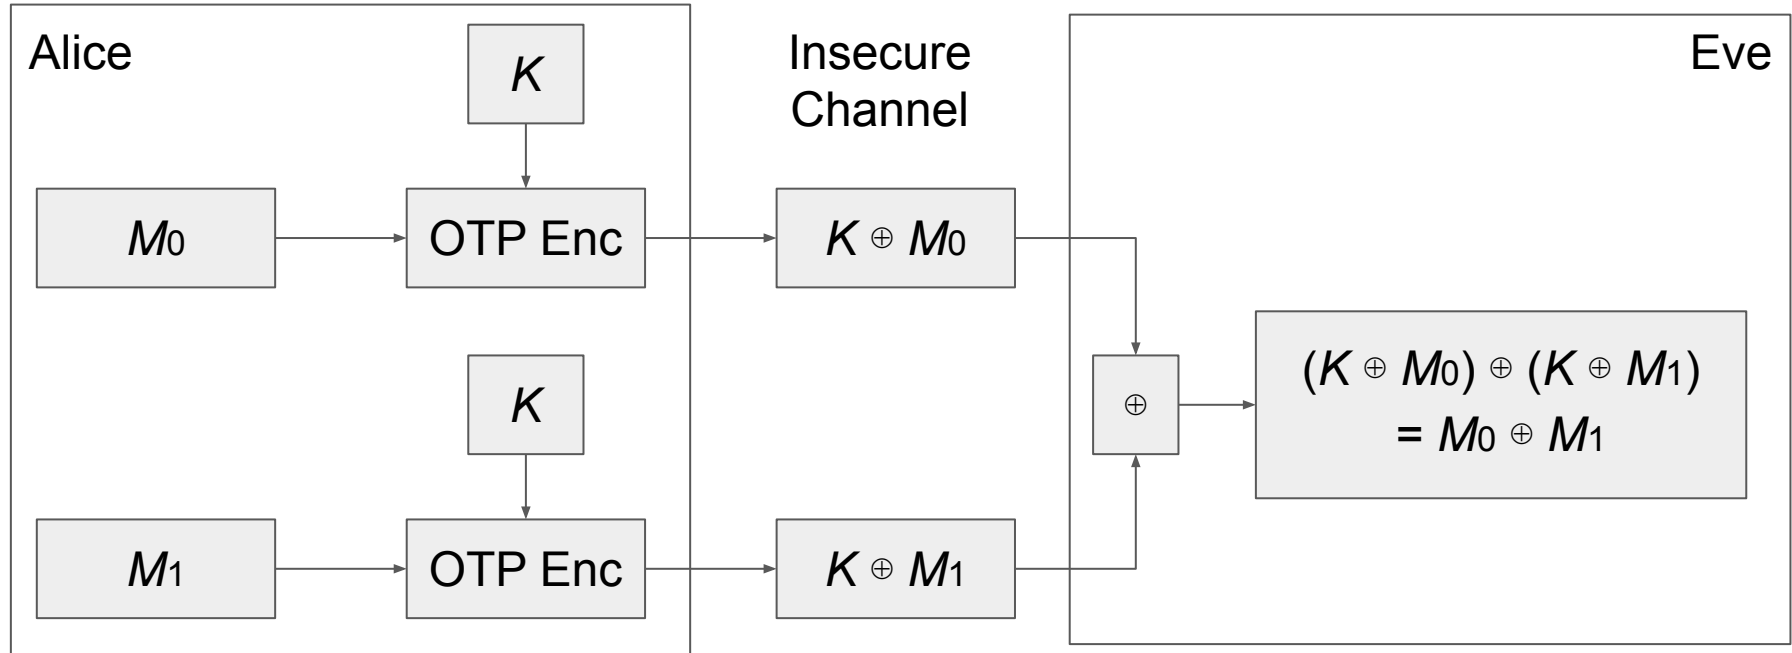 Alice
K
Insecure
Channel
Eve
M0
OTP Enc
K ⊕ M0
K
⊕
(K ⊕ M0) ⊕ (K ⊕ M1)
= M0 ⊕ M1
M1
OTP Enc
K ⊕ M1